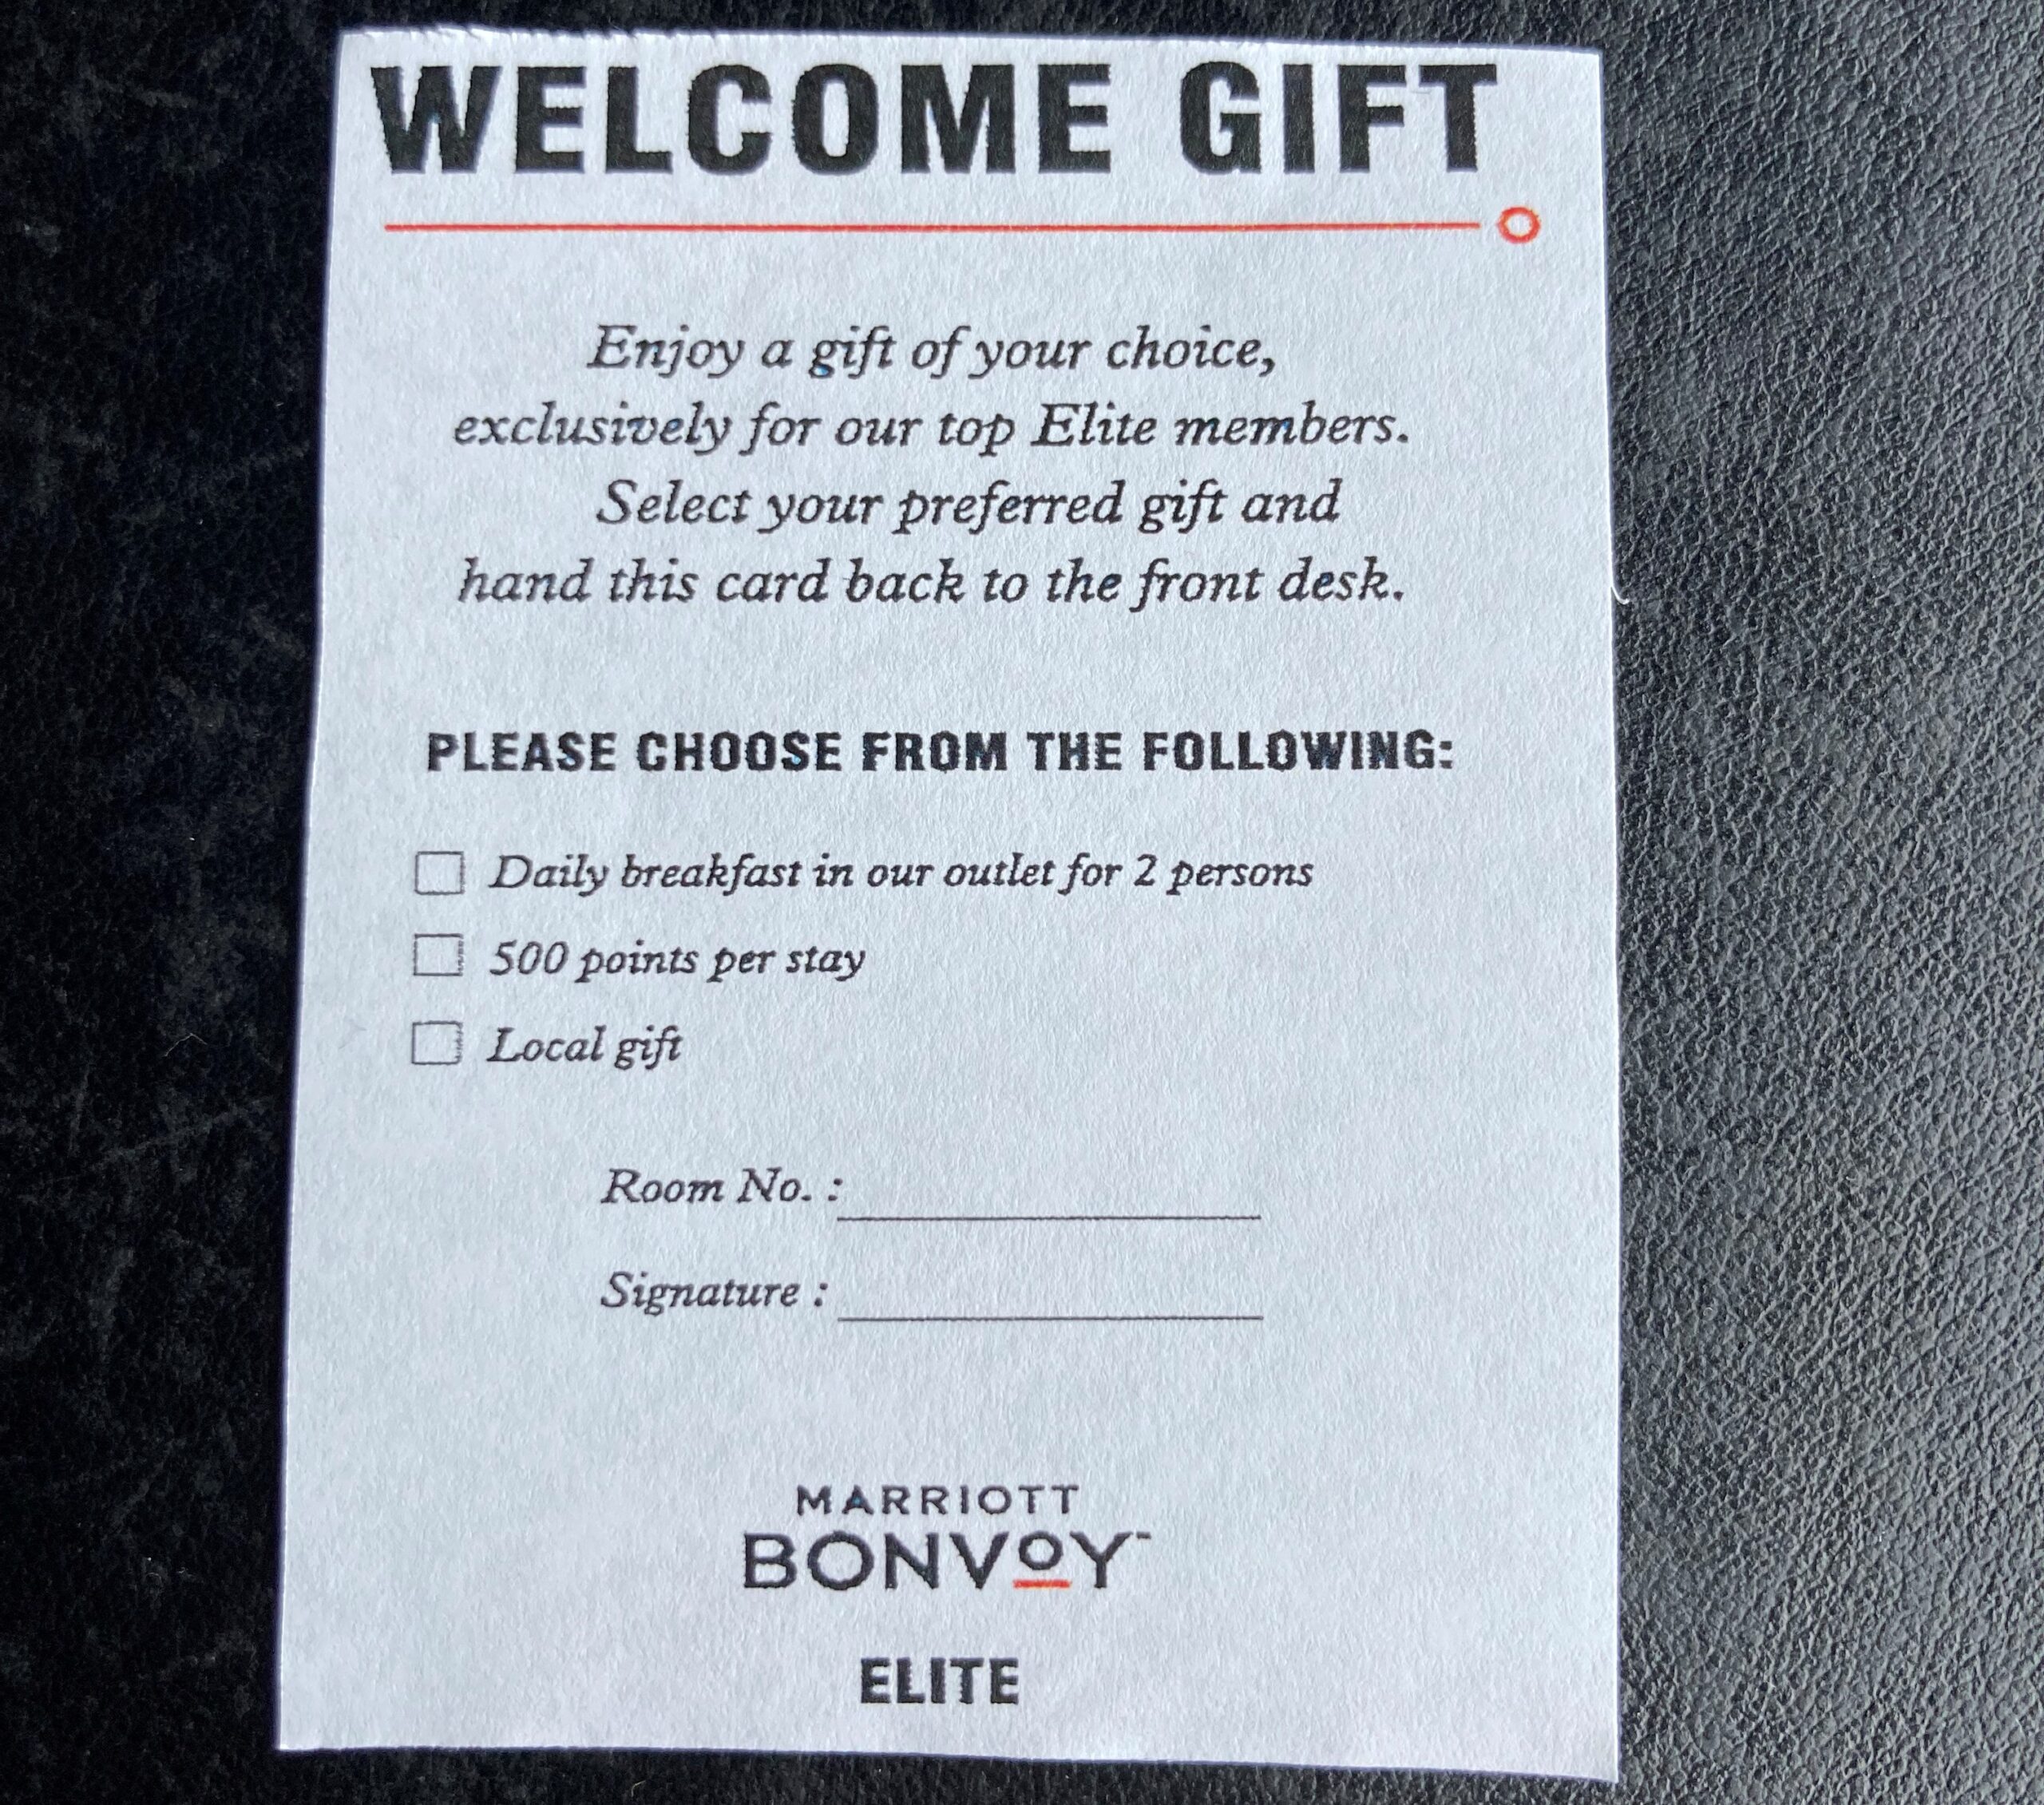 WELCOME GIFT
Enjoy a gift of your choice,
exclusively for our top Elite members.
Select your preferred gift and
hand this card back to the front desk.
PLEASE CHOOSE FROM THE FOLLOWING:
Daily breakfast in our outlet for 2 persons
500 points per stay
Local gift
Room No. :
Signature :
MARRIOTT
BONVOY™
ELITE